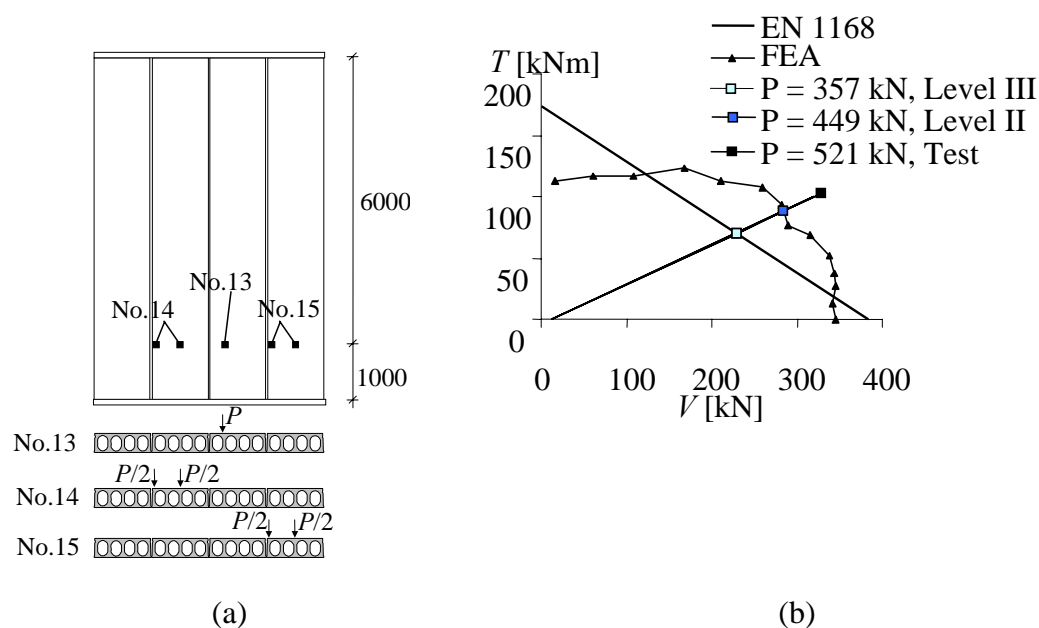 6000
1000
No.13
No.14
No.15
P
No.13
P/2
P/2
No.14
P/2
P/2
No.15
(a)
EN 1168
FEA
P = 357 kN, Level III
P = 449 kN, Level II
P = 521 kN, Test
T [kNm]
200
150
100
50
0
0 100 200 300 400
V [kN]
(b)